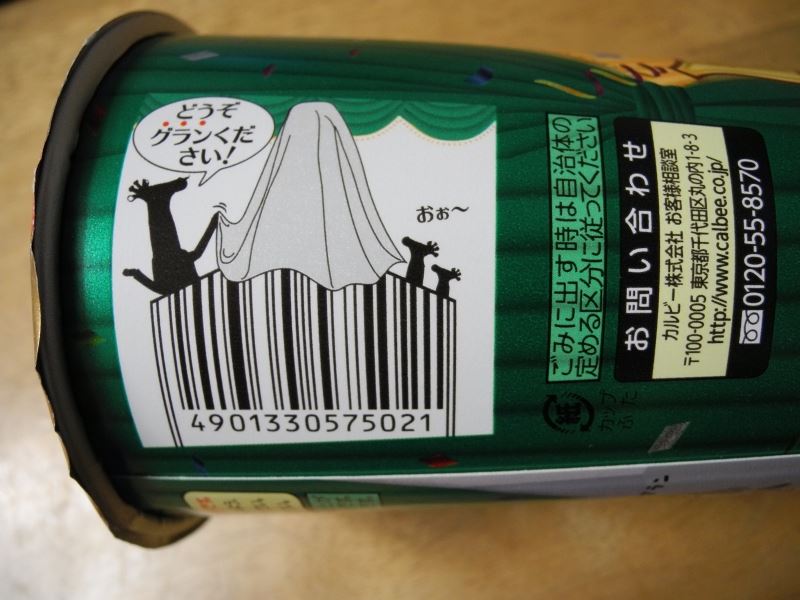 どうぞ
グランくだ
さい!
おぉ〜
4901330575021
ごみに出す時は自治体の
定める区分に従ってください
お問い合わせ
カルビー株式会社 お客様相談室
〒100-0005 東京都千代田区丸の内1-8-3
http://www.calbee.co.jp/
0120-55-8570
紙
カップ
ふた